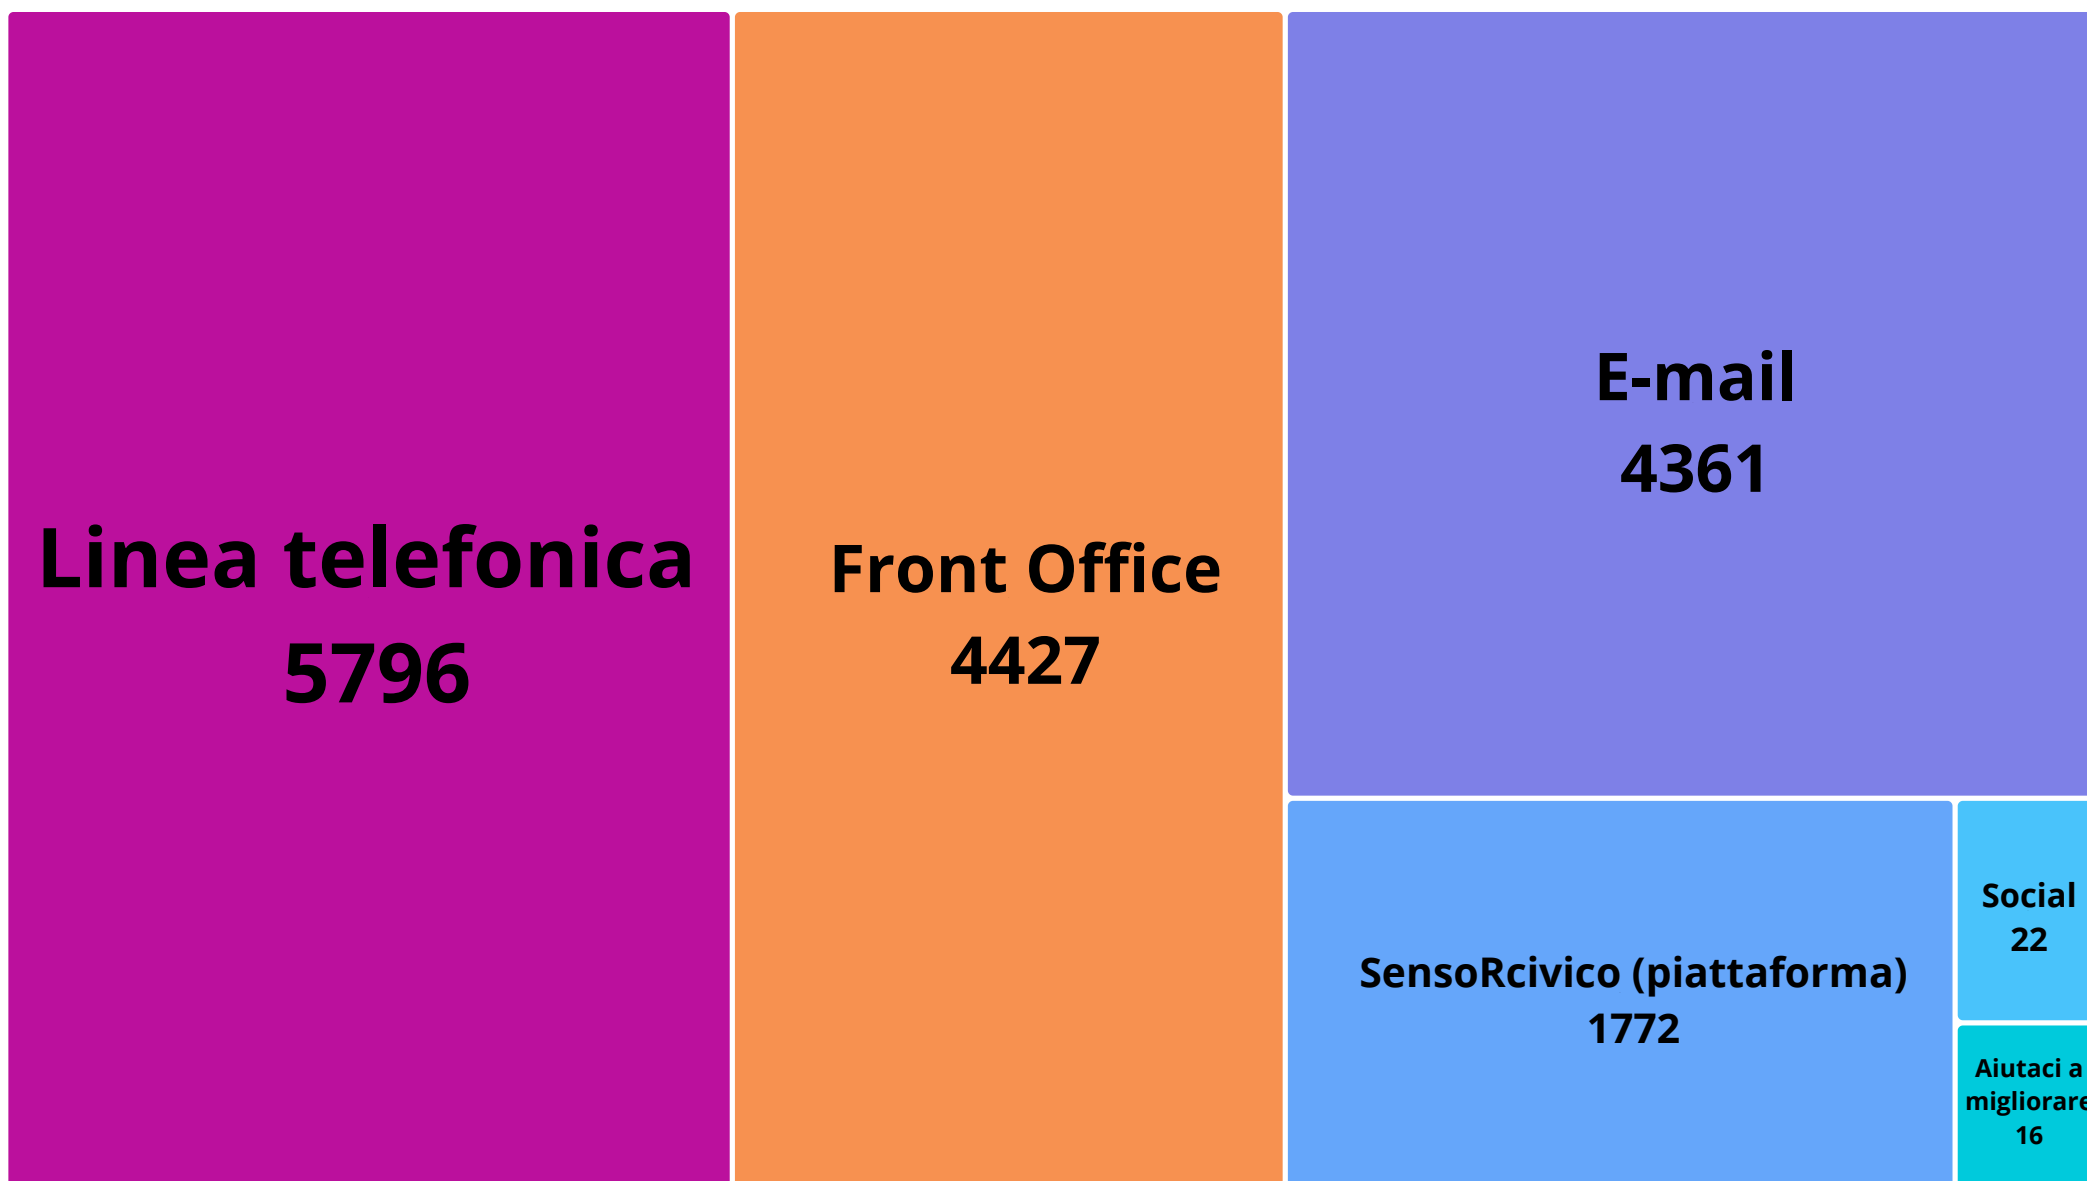 Linea telefonica
5796
Front Office
4427
E-mail
4361
SensoRcivico (piattaforma)
1772
Social
22
Aiutaci a
migliorare
16